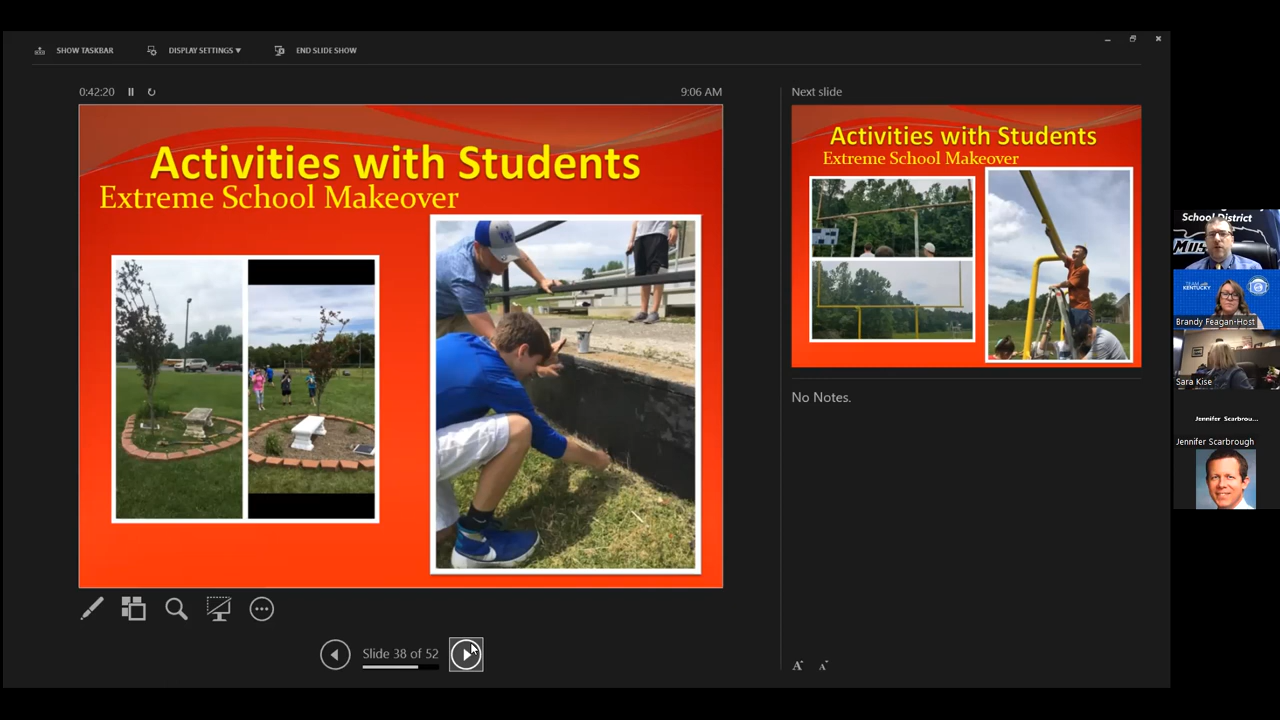 SHOW TASKBAR
DISPLAY SETTINGS ▼
END SLIDE SHOW
0:42:20
9:06 AM
Activities with Students
Extreme School Makeover
Slide 38 of 52
Next slide
Activities with Students
Extreme School Makeover
No Notes.
A
A
School District
TEAM
KENTUCKY
Brandy Feagan-Host
Sara Kise
Jennifer Scarbrou...
Jennifer Scarbrough